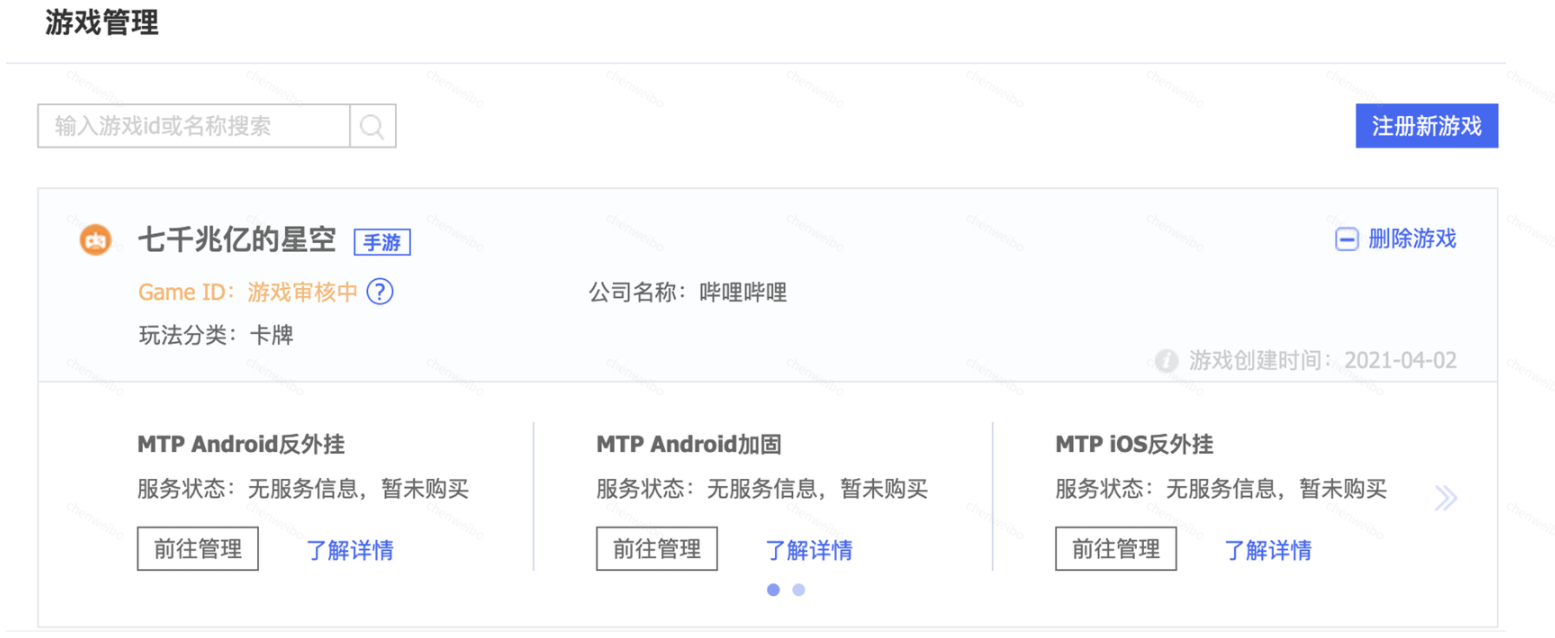 游戏管理
输入游戏id或名称搜索
注册新游戏
七千兆亿的星空 手游 删除游戏
Game ID：游戏审核中 ? 公司名称：哔哩哔哩
玩法分类：卡牌
游戏创建时间：2021-04-02
MTP Android反外挂 MTP Android加固 MTP iOS反外挂
服务状态：无服务信息，暂未购买 服务状态：无服务信息，暂未购买 服务状态：无服务信息，暂未购买
前往管理 了解详情 前往管理 了解详情 前往管理 了解详情
chenweibo